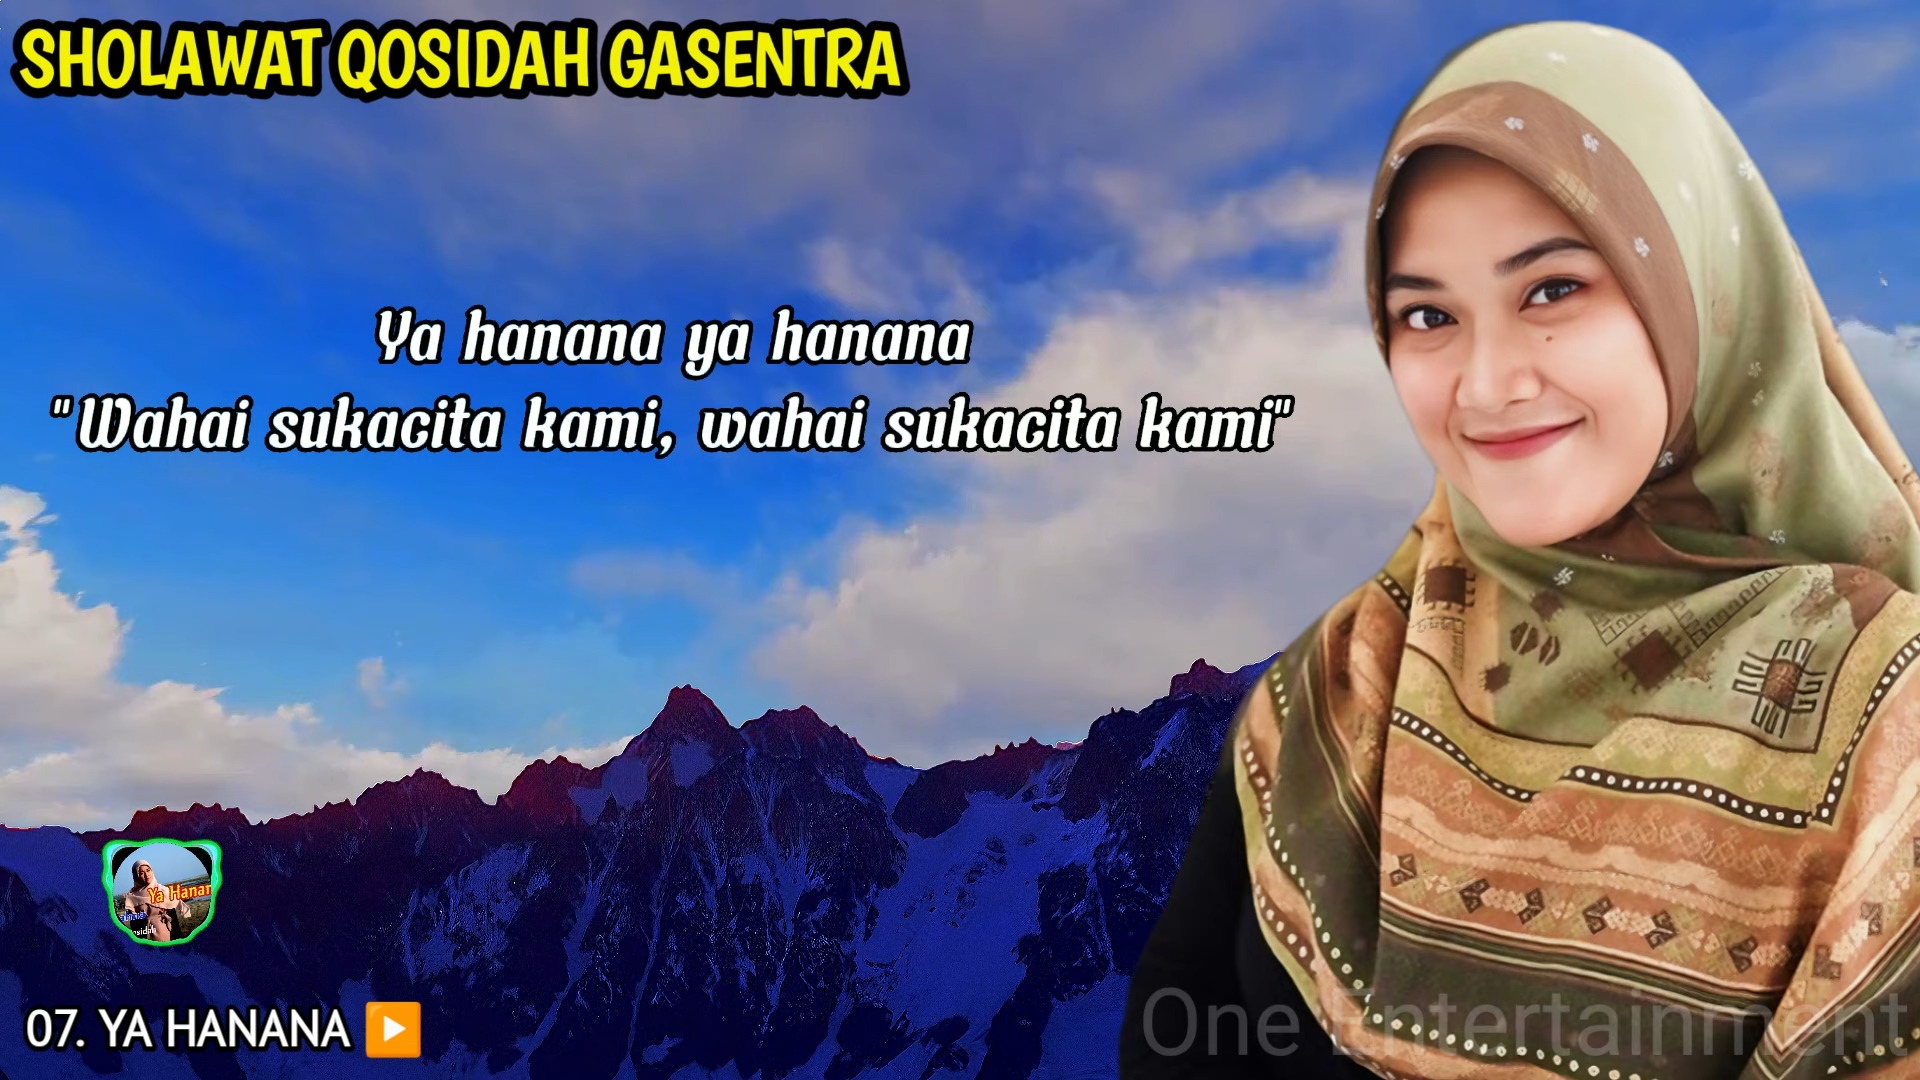 SHOLAWAT QOSIDAH GASENTRA
Ya hanana ya hanana
"Wahai sukacita kami, wahai sukacita kami"
Ya Hanan
07. YA HANANA ▶
One Entertainment